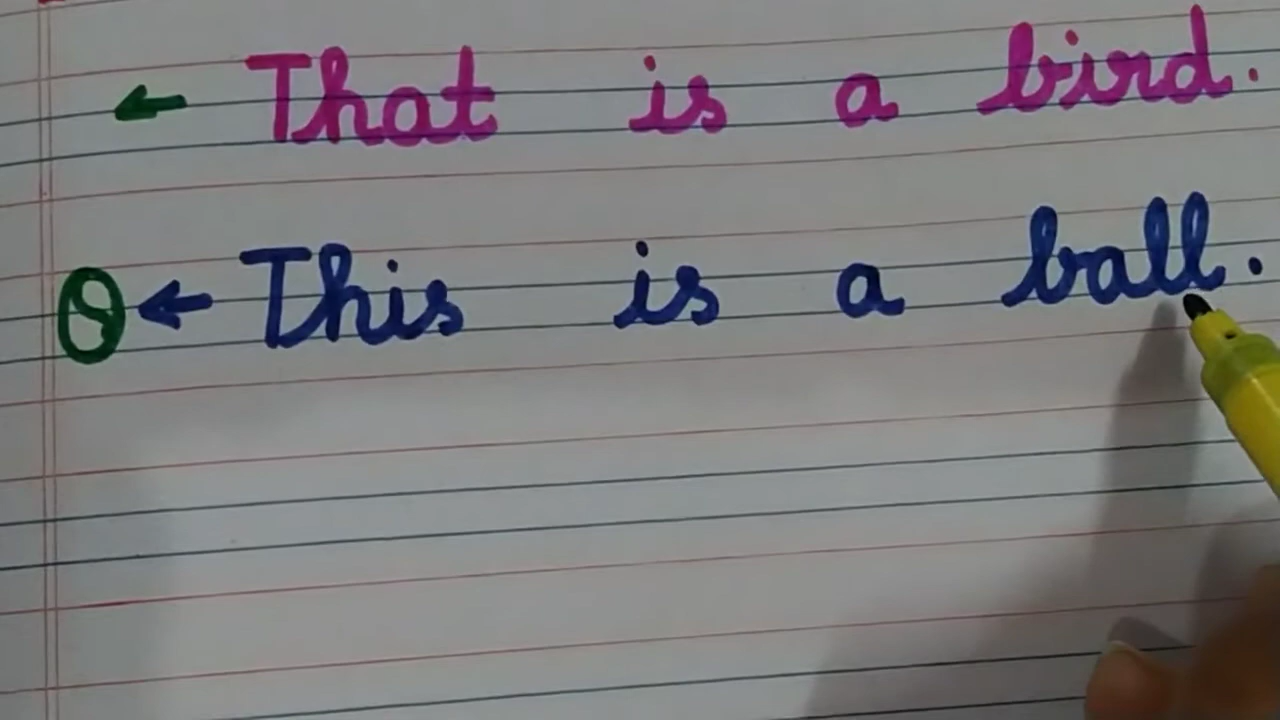 ← That is a bird.
← This is a ball.